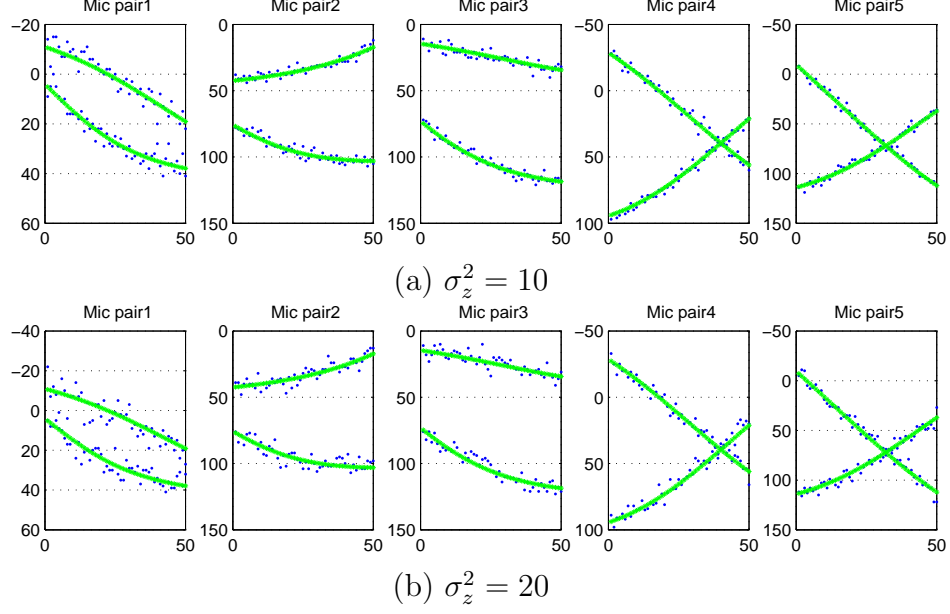 Mic pair1 Mic pair2 Mic pair3 Mic pair4 Mic pair5
-20 0 0 -50 -50
0 50 0 0
20 50 50
40 100 100 50 100
60 150 150 100 150
0 50 0 50 0 50 0 50 0 50
(a) σ_z^2 = 10
Mic pair1 Mic pair2 Mic pair3 Mic pair4 Mic pair5
-40 0 0 -50 -50
-20
0 50 50 0 0
20 50
40 100 100 50 100
60 150 150 100 150
0 50 0 50 0 50 0 50 0 50
(b) σ_z^2 = 20